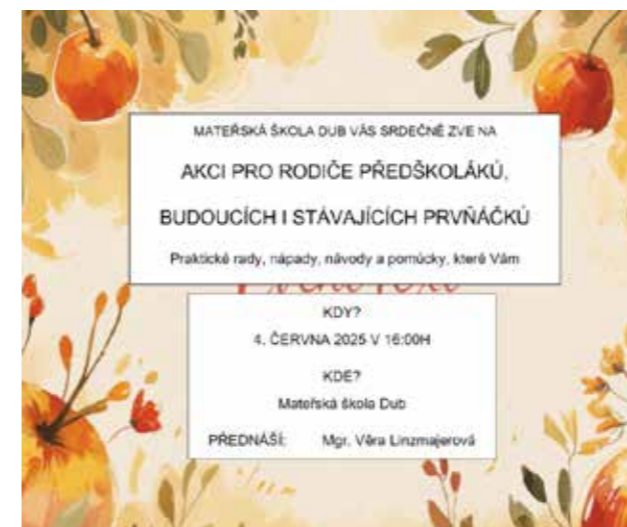 MATEŘSKÁ ŠKOLA DUB VÁS SRDEČNĚ ZVE NA
AKCI PRO RODIČE PŘEDŠKOLÁKŮ,
BUDOUCÍCH I STÁVAJÍCÍCH PRVŇÁČKŮ
Praktické rady, nápady, návody a pomůcky, které Vám
KDY?
4. ČERVNA 2025 V 16:00H
KDE?
Mateřská škola Dub
PŘEDNÁŠÍ: Mgr. Věra Linzmajerová